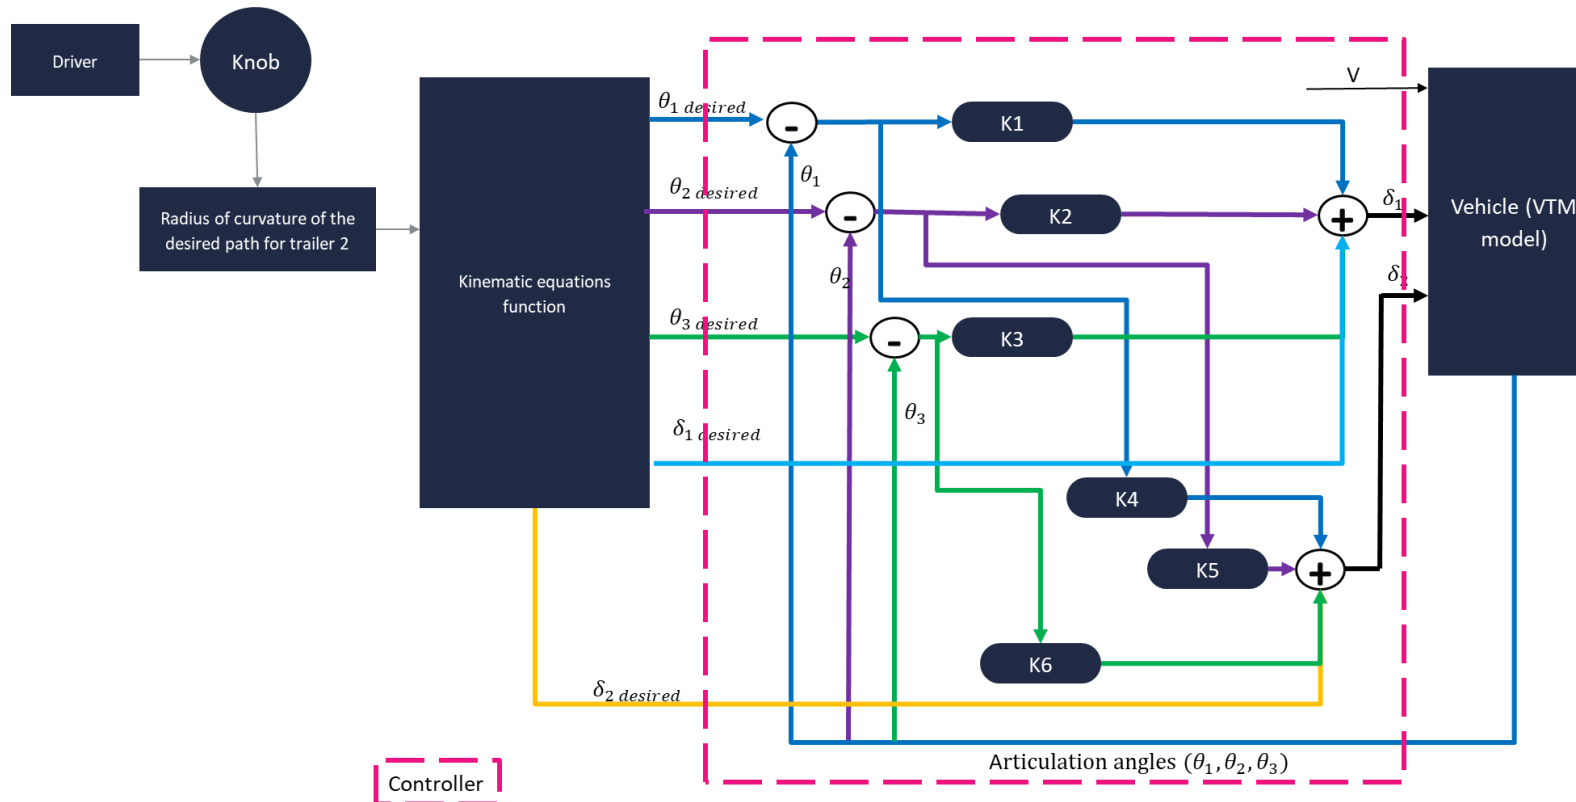 Driver
Knob
Radius of curvature of the
desired path for trailer 2
Kinematic equations
function
θ₁ desired
θ₂ desired
θ₃ desired
δ₁ desired
δ₂ desired
-
-
-
θ₁
θ₂
θ₃
K1
K2
K3
K4
K5
K6
+
+
V
δ₁
δ₂
Vehicle (VTM
model)
Articulation angles (θ₁, θ₂, θ₃)
Controller